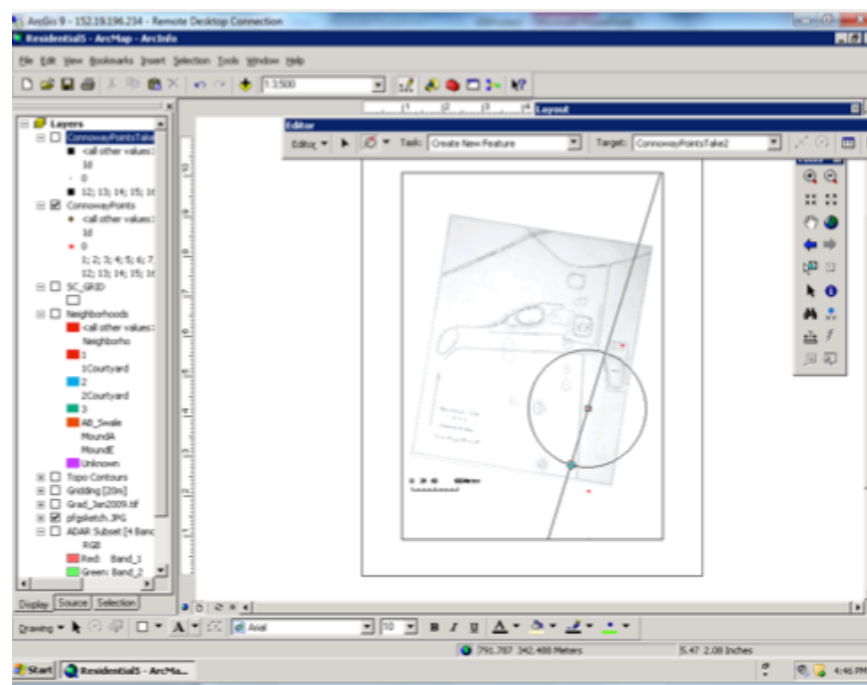 ArcGis 9 - 152.19.196.234 - Remote Desktop Connection
ResidentialS - ArcMap - ArcInfo
File Edit View Bookmarks Insert Selection Tools Window Help
1:3,500
Layout
Editor
Editor Task: Create New Feature Target: ConnowayPointsTake2
Layers
ConnowayPointsTake
<all other values>
Id
0
12; 13; 14; 15; 16
ConnowayPoints
<all other values>
Id
0
1; 2; 3; 4; 5; 6; 7,
12; 13; 14; 15; 16
SC_GRID
Neighborhoods
<all other values>
Neighborho
1
1Courtyard
2
2Courtyard
3
AB_Swale
MoundA
MoundE
Unknown
Topo Contours
Gridding [20m]
Grad_Jan2009.tif
pfgsketch.JPG
ADAR Subset [4 Banc
RGB
Red: Band_1
Green: Band_2
Display Source Selection
Drawing A Arial 10 B I U A
791.787 342.488 Meters 5.47 2.08 Inches
Start ResidentialS - ArcMa... 4:46 PM